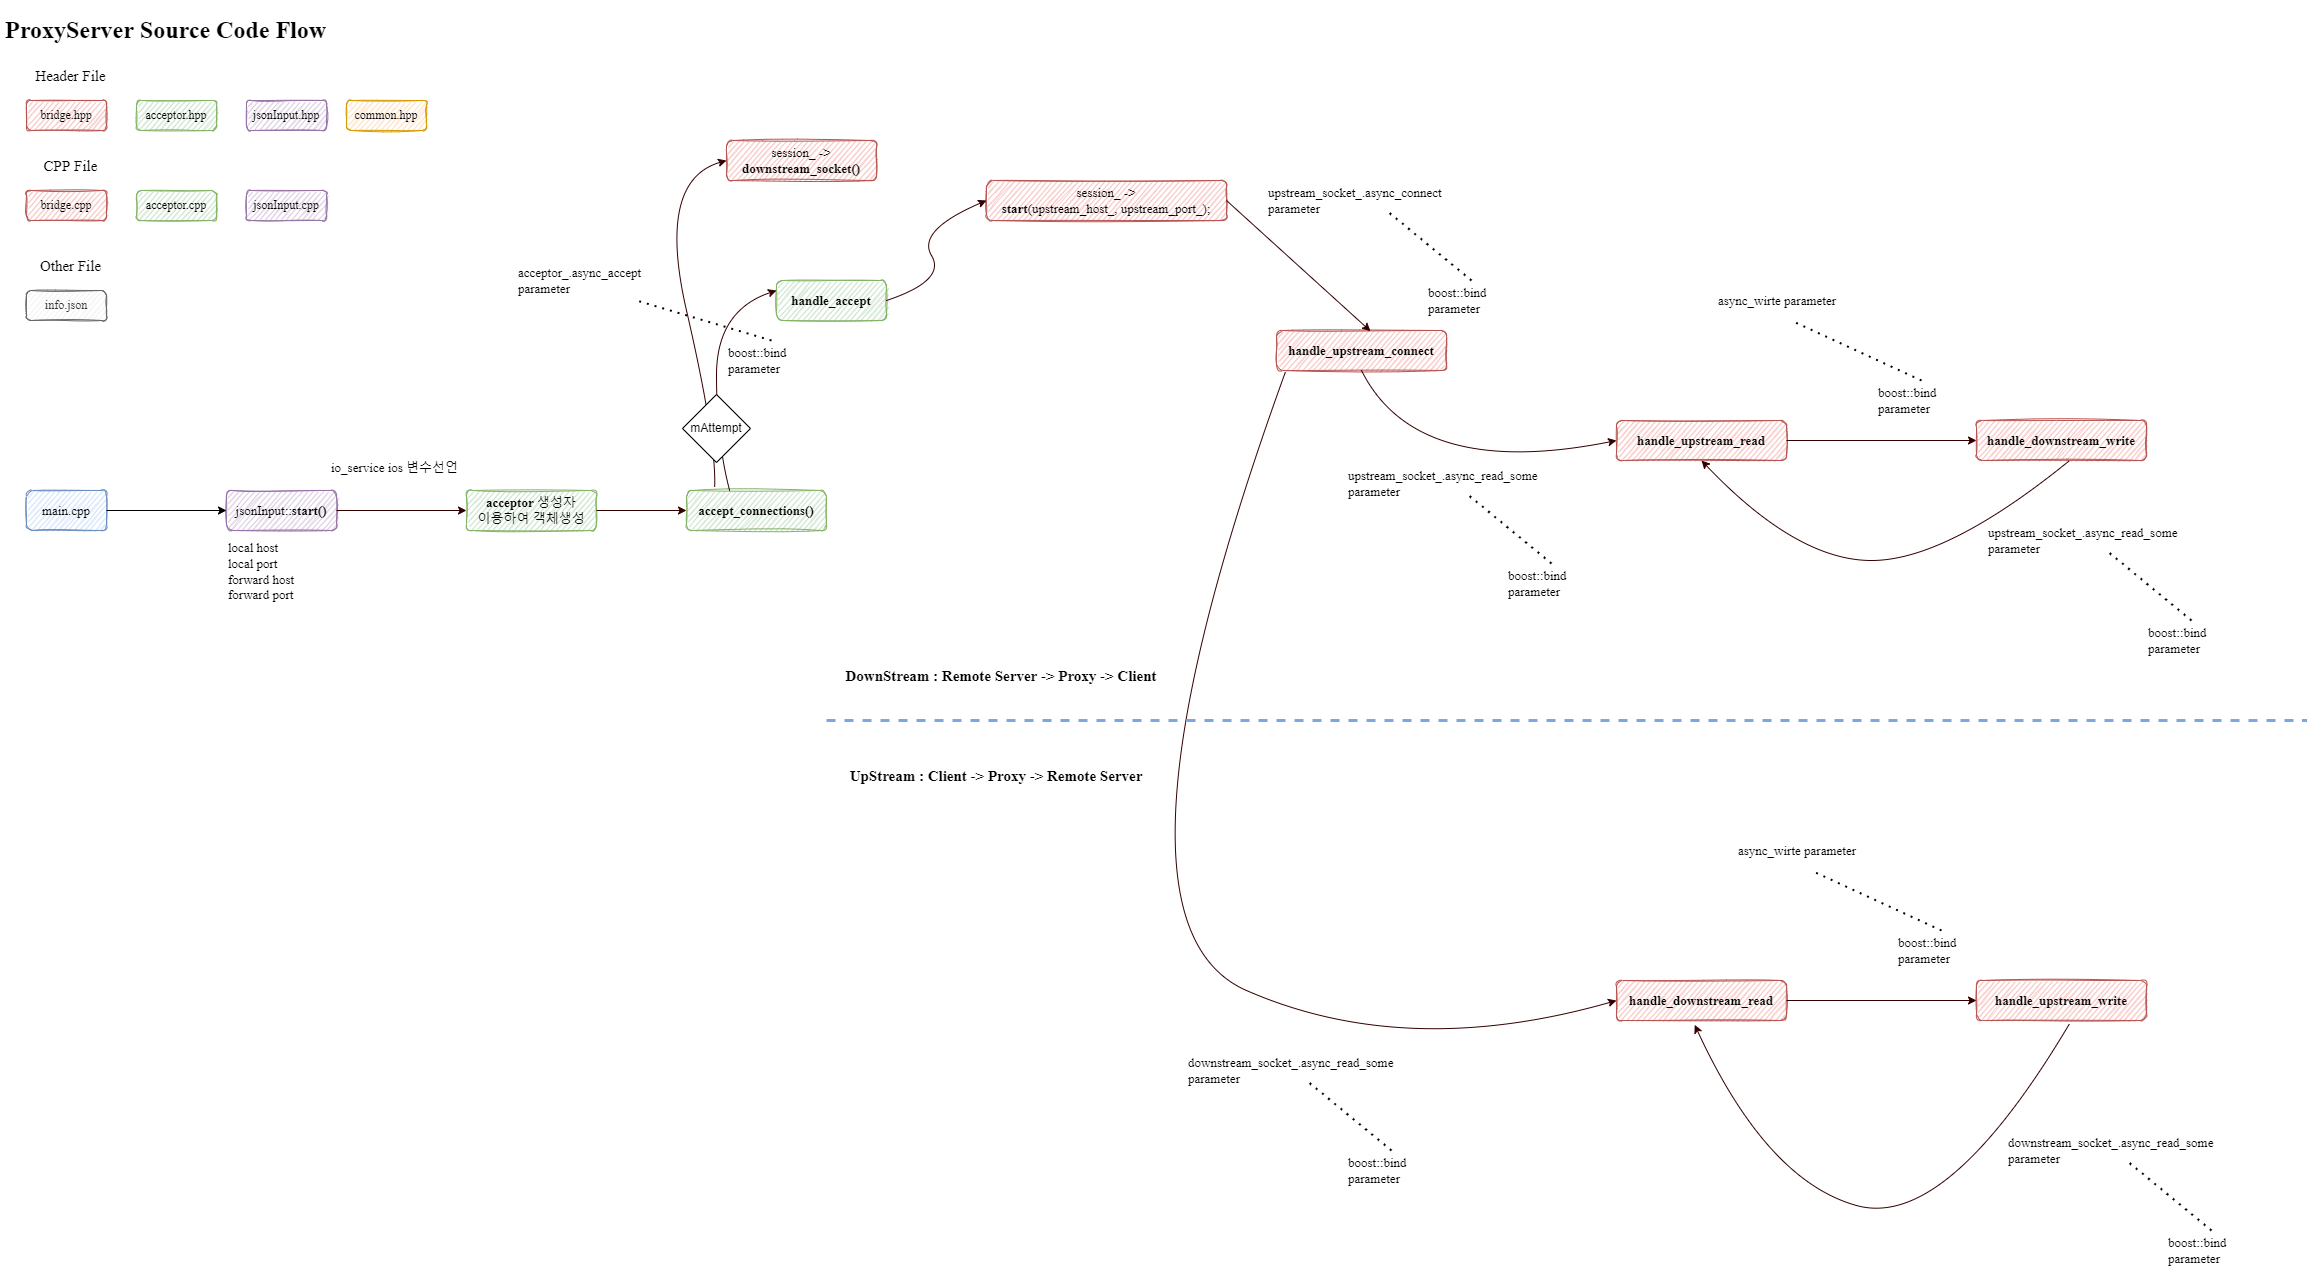 ProxyServer Source Code Flow
Header File
bridge.hpp
acceptor.hpp
jsonInput.hpp
common.hpp
CPP File
bridge.cpp
acceptor.cpp
jsonInput.cpp
Other File
info.json
session_ ->
downstream_socket()
session_ ->
start(upstream_host_, upstream_port_);
upstream_socket_.async_connect
parameter
boost::bind
parameter
acceptor_.async_accept
parameter
handle_accept
boost::bind
parameter
mAttempt
handle_upstream_connect
async_wirte parameter
boost::bind
parameter
handle_upstream_read
handle_downstream_write
io_service ios 변수선언
main.cpp
jsonInput::start()
acceptor 생성자
이용하여 객체생성
accept_connections()
local host
local port
forward host
forward port
upstream_socket_.async_read_some
parameter
boost::bind
parameter
upstream_socket_.async_read_some
parameter
boost::bind
parameter
DownStream : Remote Server -> Proxy -> Client
UpStream : Client -> Proxy -> Remote Server
async_wirte parameter
boost::bind
parameter
handle_downstream_read
handle_upstream_write
downstream_socket_.async_read_some
parameter
boost::bind
parameter
downstream_socket_.async_read_some
parameter
boost::bind
parameter